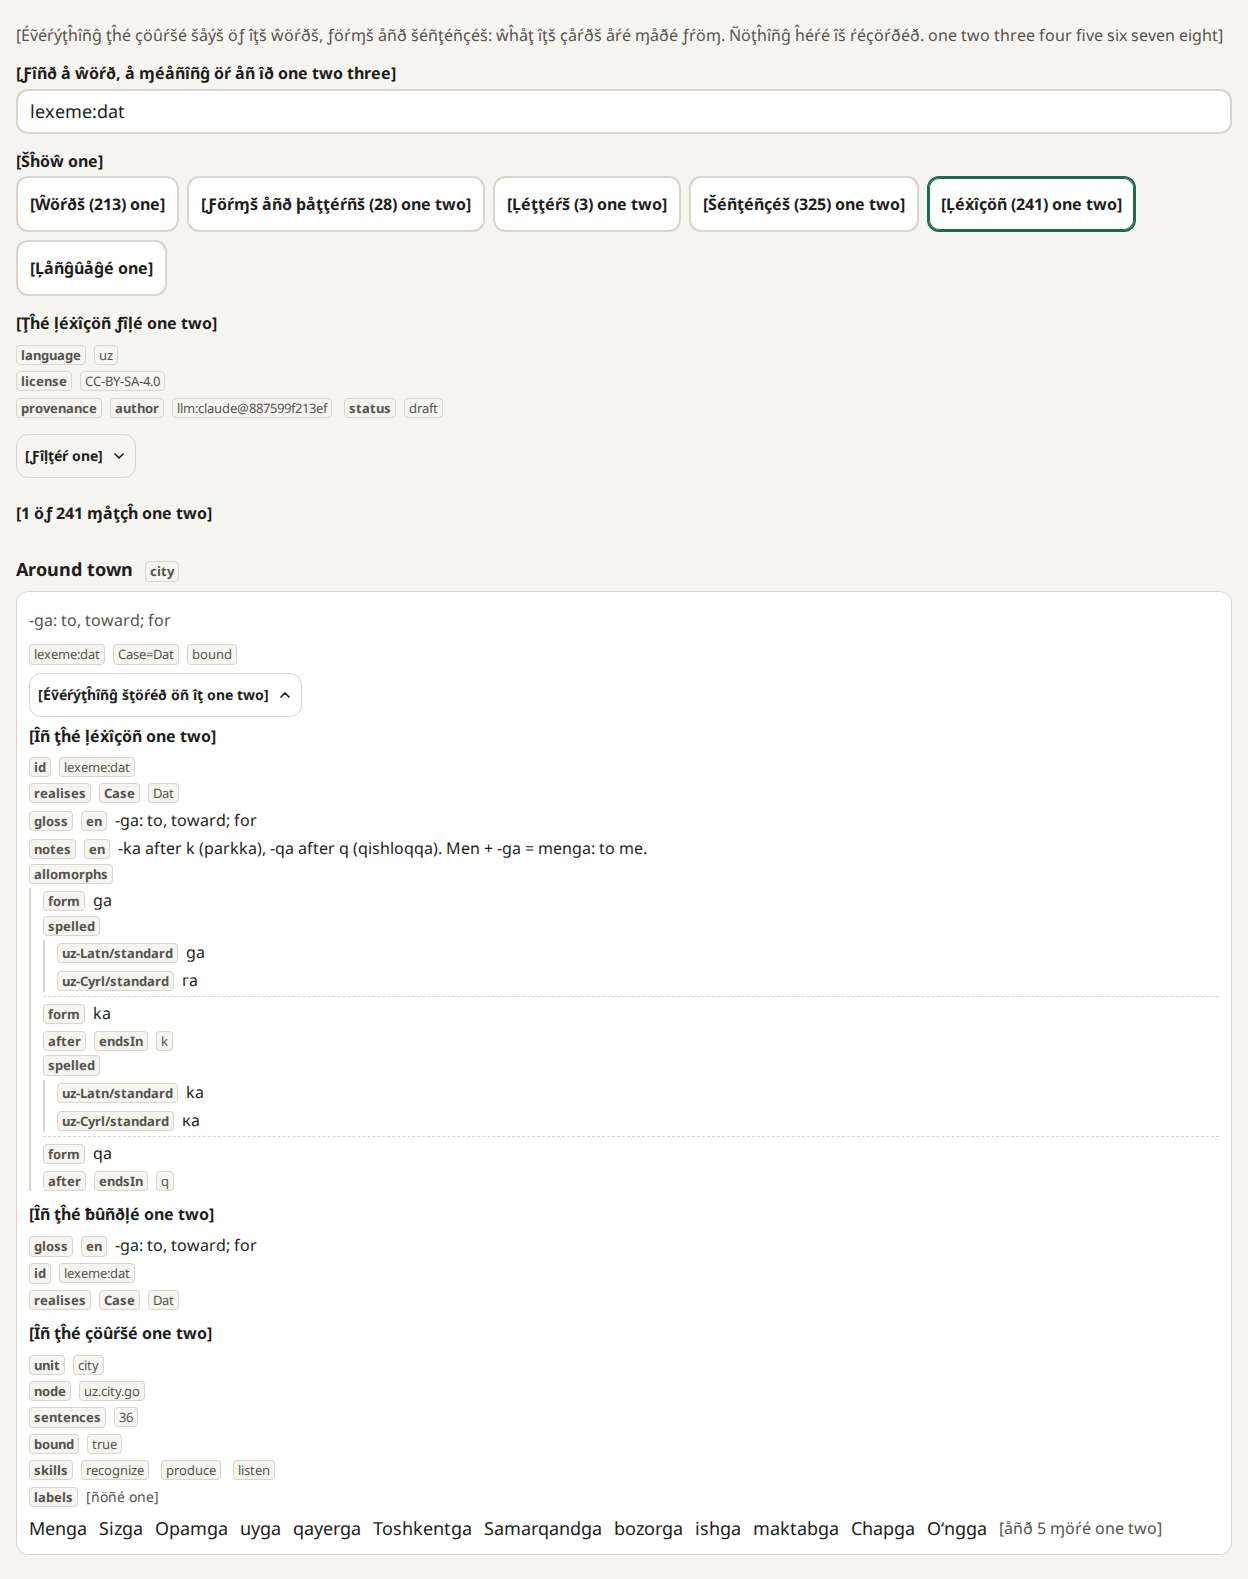 [Éṽéŕýţĥîñĝ ţĥé çöûŕšé šåýš öƒ îţš ŵöŕðš, ƒöŕɱš åñð šéñţéñçéš: ŵĥåţ îţš çåŕðš åŕé ɱåðé ƒŕöɱ. Ñöţĥîñĝ ĥéŕé îš ŕéçöŕðéð. one two three four five six seven eight]
[Ƒîñð å ŵöŕð, å ɱéåñîñĝ öŕ åñ îð one two three]
lexeme:dat
[Šĥöŵ one]
[Ŵöŕðš (213) one] [Ƒöŕɱš åñð þåţţéŕñš (28) one two] [Ļéţţéŕš (3) one two] [Šéñţéñçéš (325) one two] [Ļéẋîçöñ (241) one two]
[Ļåñĝûåĝé one]
[Ţĥé ļéẋîçöñ ƒîļé one two]
language uz
license CC-BY-SA-4.0
provenance author llm:claude@887599f213ef status draft
[Ƒîļţéŕ one]
[1 öƒ 241 ɱåţçĥ one two]
Around town city
-ga: to, toward; for
lexeme:dat Case=Dat bound
[Éṽéŕýţĥîñĝ šţöŕéð öñ îţ one two]
[Îñ ţĥé ļéẋîçöñ one two]
id lexeme:dat
realises Case Dat
gloss en -ga: to, toward; for
notes en -ka after k (parkka), -qa after q (qishloqqa). Men + -ga = menga: to me.
allomorphs
form ga
spelled
uz-Latn/standard ga
uz-Cyrl/standard га
form ka
after endsIn k
spelled
uz-Latn/standard ka
uz-Cyrl/standard ка
form qa
after endsIn q
[Îñ ţĥé ƀûñðļé one two]
gloss en -ga: to, toward; for
id lexeme:dat
realises Case Dat
[Îñ ţĥé çöûŕšé one two]
unit city
node uz.city.go
sentences 36
bound true
skills recognize produce listen
labels [ñöñé one]
Menga Sizga Opamga uyga qayerga Toshkentga Samarqandga bozorga ishga maktabga Chapga Oʻngga [åñð 5 ɱöŕé one two]